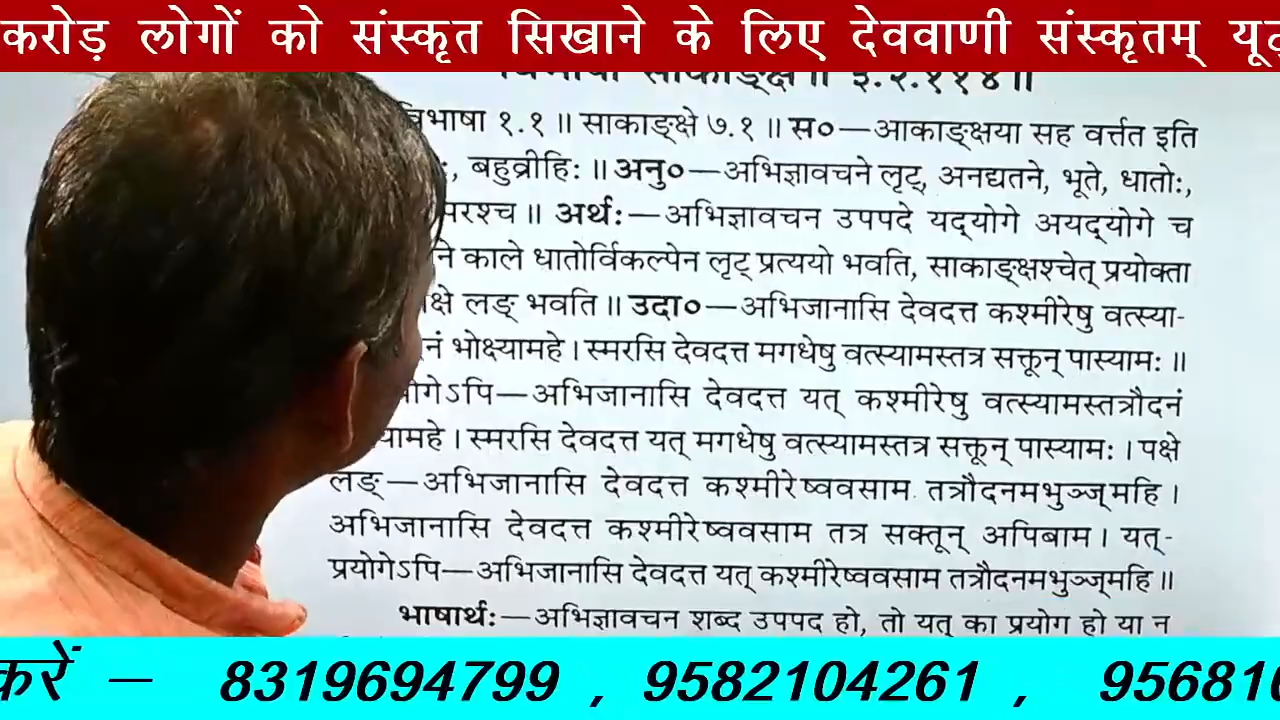 करोड़ लोगों को संस्कृत सिखाने के लिए देववाणी संस्कृतम्
साकाङ्क्षे ॥ ३.२.११४॥
विभाषा १.१ ॥ साकाङ्क्षे ७.१ ॥ स०—आकाङ्क्षया सह वर्त्तत इति
बहुव्रीहिः ॥ अनु०—अभिज्ञावचने लृट्, अनद्यतने, भूते, धातोः,
परश्च ॥ अर्थः—अभिज्ञावचन उपपदे यद्योगे अयद्योगे च
काले धातोर्विकल्पेन लृट् प्रत्ययो भवति, साकाङ्क्षश्चेत् प्रयोक्ता
लङ् भवति ॥ उदा०—अभिजानासि देवदत्त कश्मीरेषु वत्स्या-
भोक्ष्यामहे । स्मरसि देवदत्त मगधेषु वत्स्यामस्तत्र सक्तून् पास्यामः ॥
अभिजानासि देवदत्त यत् कश्मीरेषु वत्स्यामस्तत्रौदनं
स्मरसि देवदत्त यत् मगधेषु वत्स्यामस्तत्र सक्तून् पास्यामः । पक्षे
लङ्—अभिजानासि देवदत्त कश्मीरेष्ववसाम तत्रौदनमभुञ्ज्महि ।
अभिजानासि देवदत्त कश्मीरेष्ववसाम तत्र सक्तून् अपिबाम । यत्-
प्रयोगेऽपि—अभिजानासि देवदत्त यत् कश्मीरेष्ववसाम तत्रौदनमभुञ्ज्महि ॥
भाषार्थः—अभिज्ञावचन शब्द उपपद हो, तो यत् का प्रयोग हो या न
करें — 8319694799 , 9582104261 ,